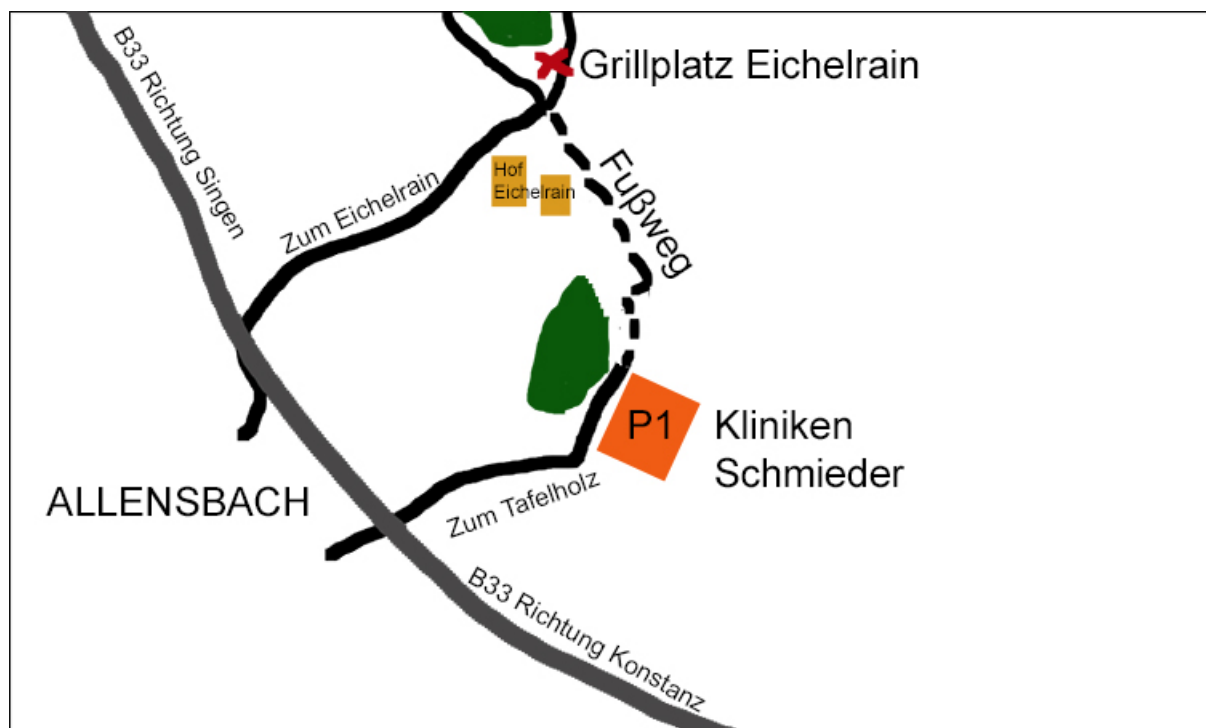 B33 Richtung Singen
Grillplatz Eichelrain
Hof
Eichelrain
Fußweg
Zum Eichelrain
P1
Kliniken
Schmieder
ALLENSBACH
Zum Tafelholz
B33 Richtung Konstanz